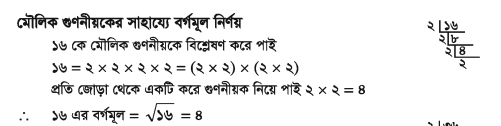 মৌলিক গুণনীয়কের সাহায্যে বর্গমূল নির্ণয়
১৬ কে মৌলিক গুণনীয়কে বিশ্লেষণ করে পাই
১৬ = ২ × ২ × ২ × ২ = (২ × ২) × (২ × ২)
প্রতি জোড়া থেকে একটি করে গুণনীয়ক নিয়ে পাই ২ × ২ = ৪
∴ ১৬ এর বর্গমূল = √১৬ = ৪
২ | ১৬
২ | ৮
২ | ৪
২